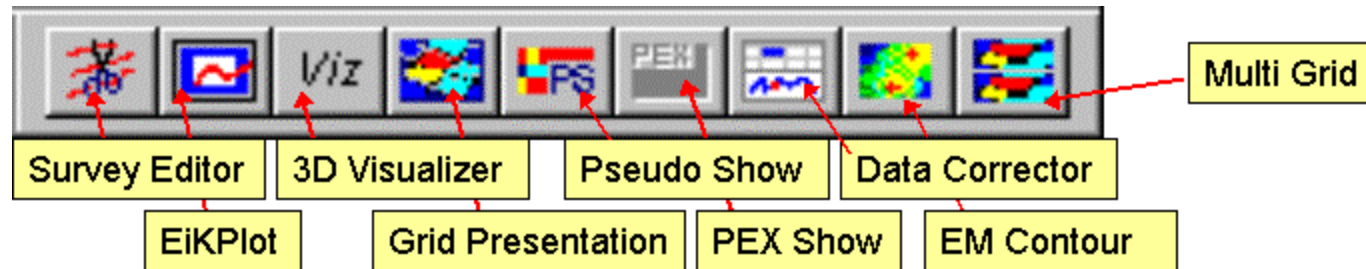 Viz
PS
PEX
Multi Grid
Survey Editor
3D Visualizer
Pseudo Show
Data Corrector
EiKPlot
Grid Presentation
PEX Show
EM Contour